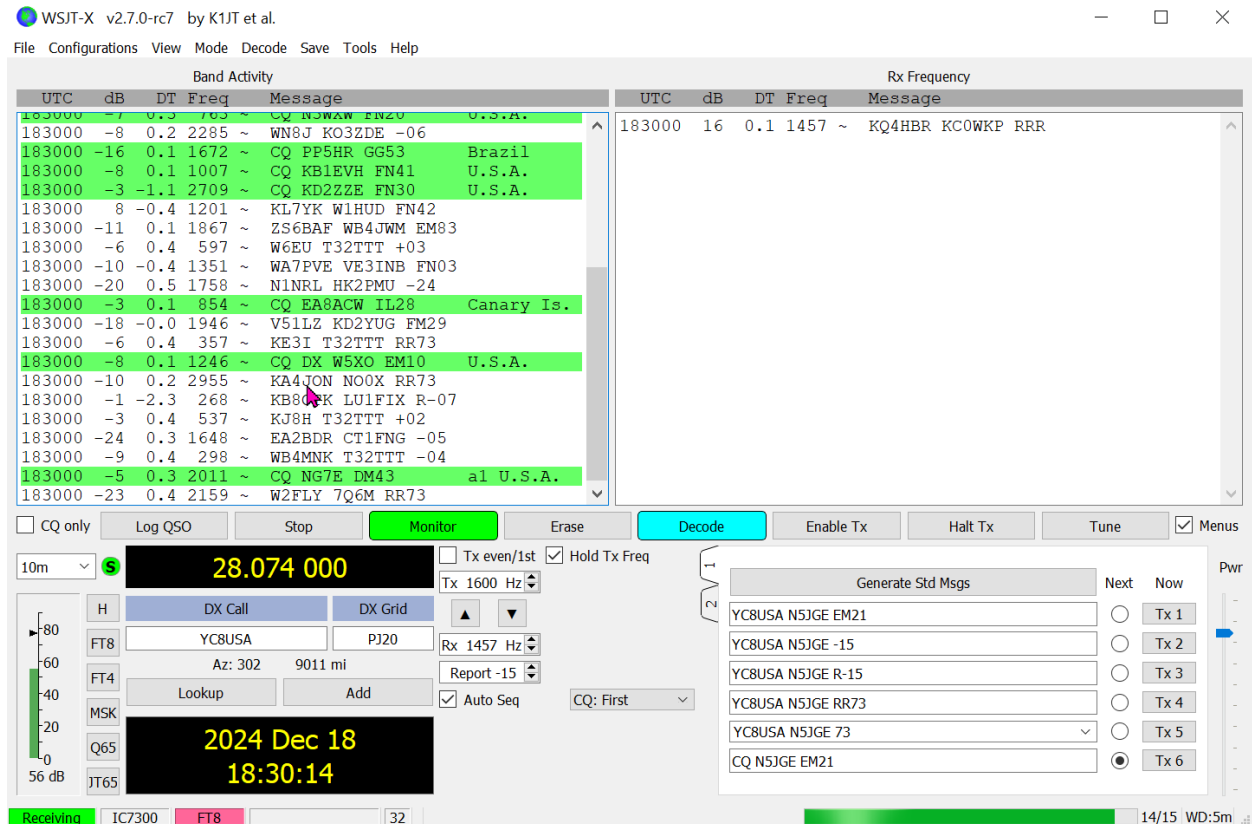 WSJT-X v2.7.0-rc7 by K1JT et al.
File Configurations View Mode Decode Save Tools Help
Band Activity
UTC dB DT Freq Message
183000 -7 0.3 763 ~ CQ N3WXW FN20 U.S.A.
183000 -8 0.2 2285 ~ WN8J KO3ZDE -06
183000 -16 0.1 1672 ~ CQ PP5HR GG53 Brazil
183000 -8 0.1 1007 ~ CQ KB1EVH FN41 U.S.A.
183000 -3 -1.1 2709 ~ CQ KD2ZZE FN30 U.S.A.
183000 8 -0.4 1201 ~ KL7YK W1HUD FN42
183000 -11 0.1 1867 ~ ZS6BAF WB4JWM EM83
183000 -6 0.4 597 ~ W6EU T32TTT +03
183000 -10 -0.4 1351 ~ WA7PVE VE3INB FN03
183000 -20 0.5 1758 ~ N1NRL HK2PMU -24
183000 -3 0.1 854 ~ CQ EA8ACW IL28 Canary Is.
183000 -18 -0.0 1946 ~ V51LZ KD2YUG FM29
183000 -6 0.4 357 ~ KE3I T32TTT RR73
183000 -8 0.1 1246 ~ CQ DX W5XO EM10 U.S.A.
183000 -10 0.2 2955 ~ KA4JON NO0X RR73
183000 -1 -2.3 268 ~ LU1FIX R-07
183000 -3 0.4 537 ~ KJ8H T32TTT +02
183000 -24 0.3 1648 ~ EA2BDR CT1FNG -05
183000 -9 0.4 298 ~ WB4MNK T32TTT -04
183000 -5 0.3 2011 ~ CQ NG7E DM43 a1 U.S.A.
183000 -23 0.4 2159 ~ W2FLY 7Q6M RR73
Rx Frequency
UTC dB DT Freq Message
183000 16 0.1 1457 ~ KQ4HBR KC0WKP RRR
CQ only Log QSO Stop Monitor Erase Decode Enable Tx Halt Tx Tune Menus
10m S 28.074 000
Tx even/1st Hold Tx Freq
Tx 1600 Hz
Rx 1457 Hz
Report -15
Auto Seq CQ: First
H
FT8
FT4
MSK
Q65
JT65
DX Call DX Grid
YC8USA PJ20
Az: 302 9011 mi
Lookup Add
2024 Dec 18
18:30:14
80
60
40
20
0
56 dB
1
2
Generate Std Msgs Next Now Pwr
YC8USA N5JGE EM21 Tx 1
YC8USA N5JGE -15 Tx 2
YC8USA N5JGE R-15 Tx 3
YC8USA N5JGE RR73 Tx 4
YC8USA N5JGE 73 Tx 5
CQ N5JGE EM21 Tx 6
Receiving IC7300 FT8 32 14/15 WD:5m